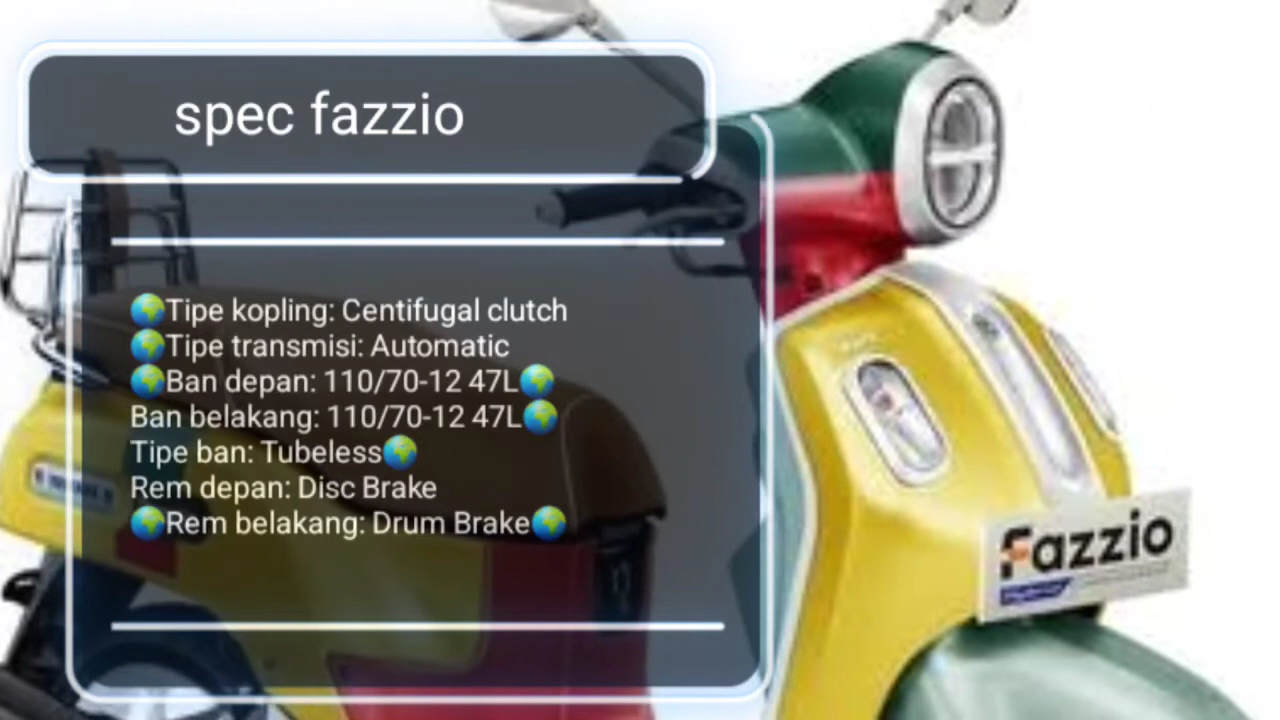 spec fazzio
🌍Tipe kopling: Centifugal clutch
🌍Tipe transmisi: Automatic
🌍Ban depan: 110/70-12 47L🌍
Ban belakang: 110/70-12 47L🌍
Tipe ban: Tubeless🌍
Rem depan: Disc Brake
🌍Rem belakang: Drum Brake🌍
Fazzio